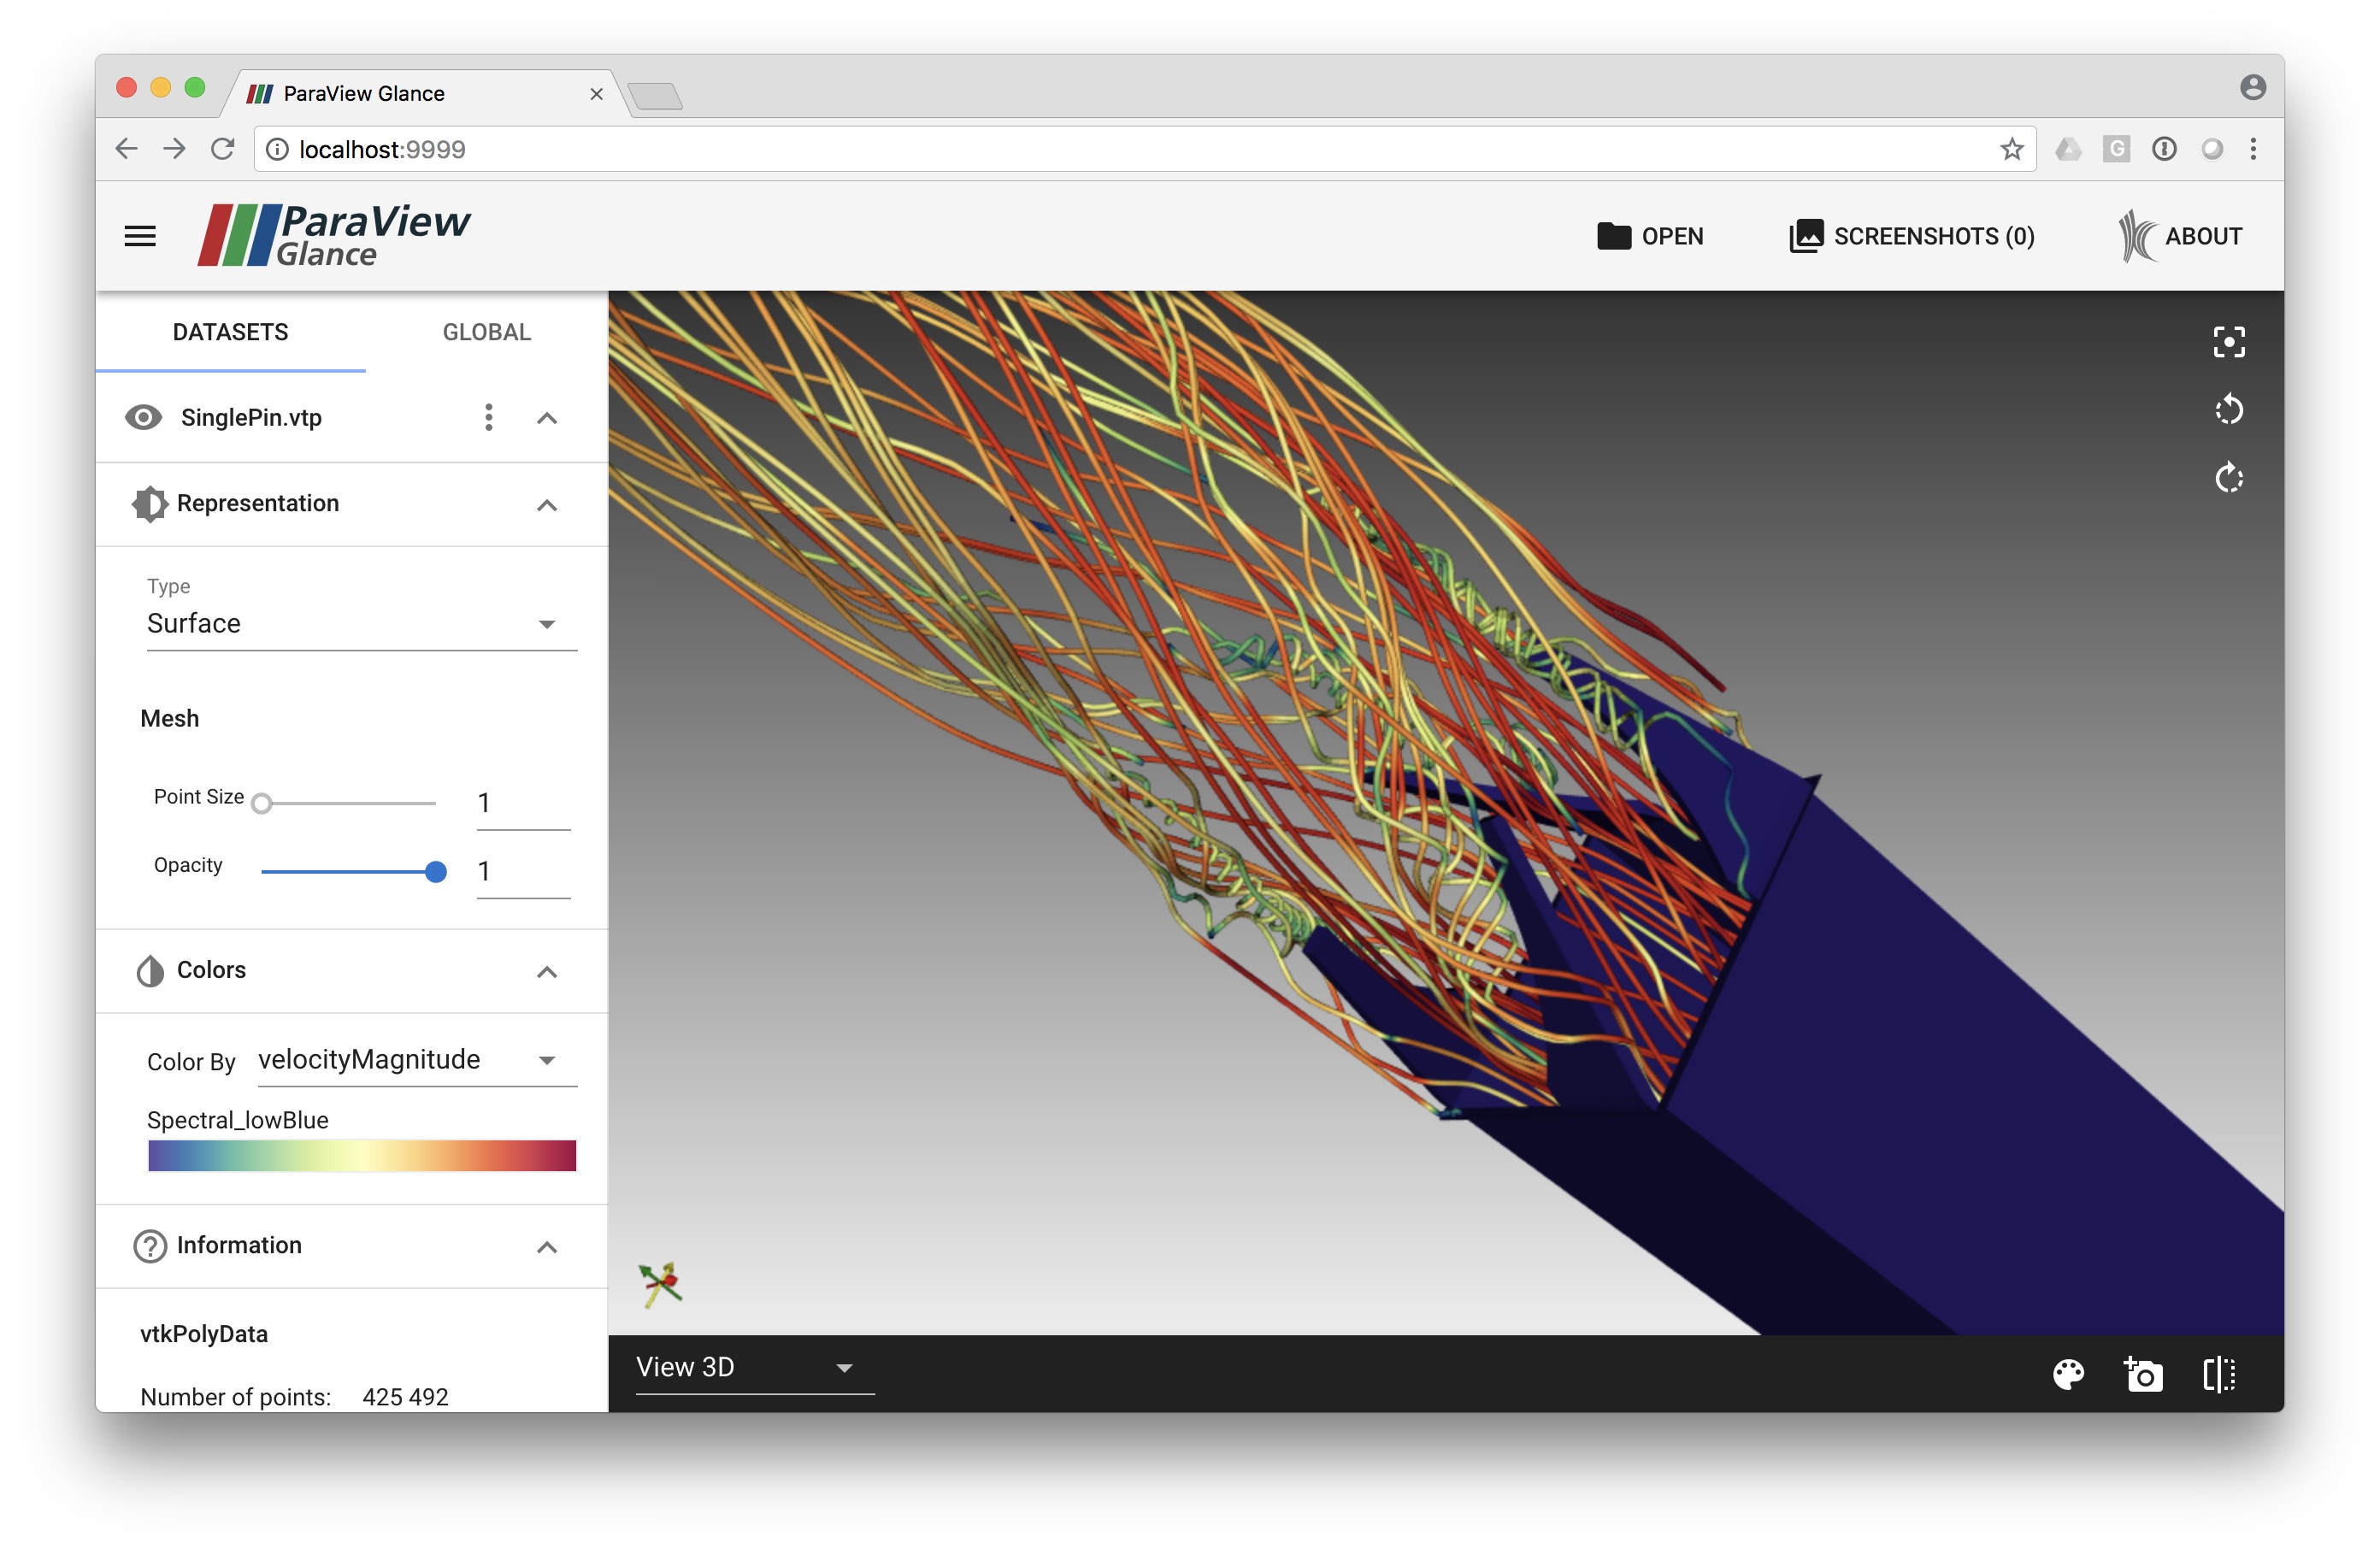 ParaView Glance
localhost:9999
G
ParaView
Glance
OPEN
SCREENSHOTS (0)
ABOUT
DATASETS
GLOBAL
SinglePin.vtp
Representation
Type
Surface
Mesh
Point Size
1
Opacity
1
Colors
Color By
velocityMagnitude
Spectral_lowBlue
Information
vtkPolyData
Number of points: 425 492
View 3D